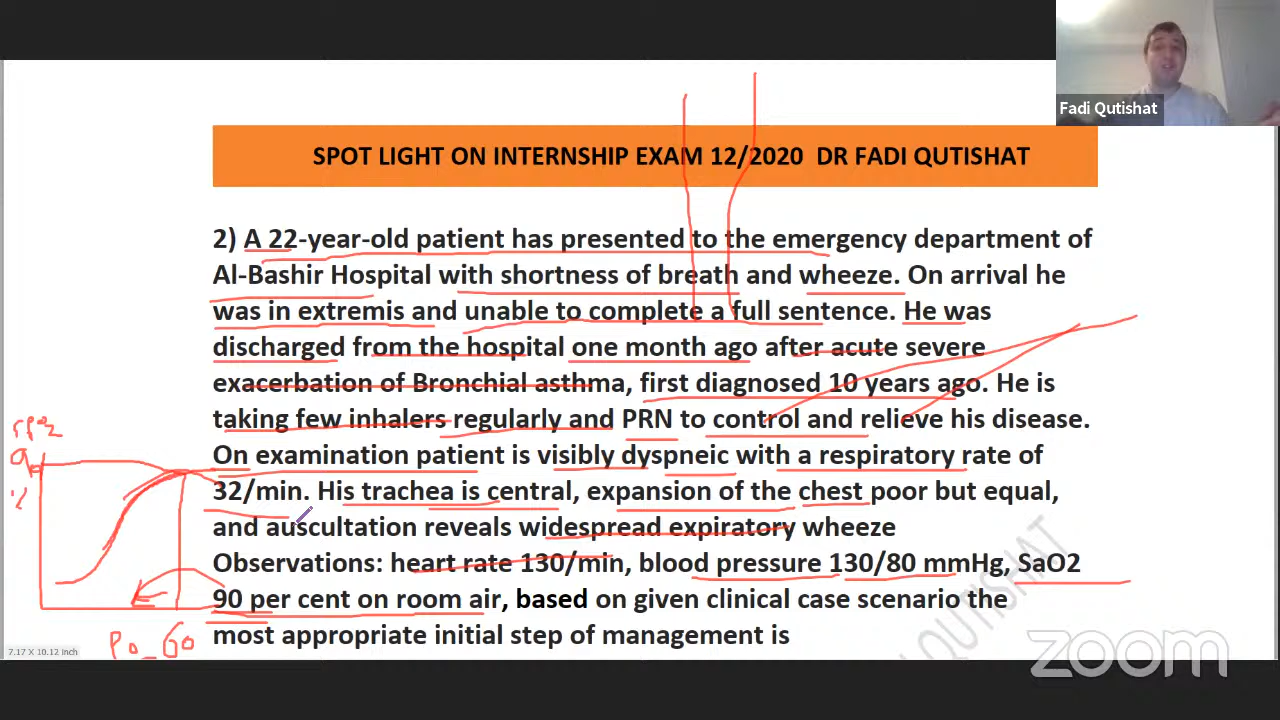 Fadi Qutishat
SPOT LIGHT ON INTERNSHIP EXAM 12/2020 DR FADI QUTISHAT
2) A 22-year-old patient has presented to the emergency department of
Al-Bashir Hospital with shortness of breath and wheeze. On arrival he
was in extremis and unable to complete a full sentence. He was
discharged from the hospital one month ago after acute severe
exacerbation of Bronchial asthma, first diagnosed 10 years ago. He is
taking few inhalers regularly and PRN to control and relieve his disease.
On examination patient is visibly dyspneic with a respiratory rate of
32/min. His trachea is central, expansion of the chest poor but equal,
and auscultation reveals widespread expiratory wheeze
Observations: heart rate 130/min, blood pressure 130/80 mmHg, SaO2
90 per cent on room air, based on given clinical case scenario the
most appropriate initial step of management is
60
7.17 X 10.12 inch
QUTISHAT
zoom